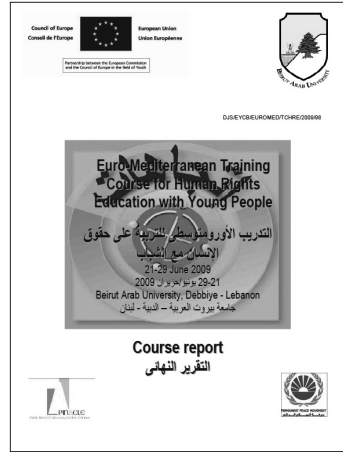 Council of Europe
Conseil de l'Europe
European Union
Union Européenne
Partnership between the European Commission
and the Council of Europe in the field of Youth
BEIRUT ARAB UNIVERSITY
DJS/EYCB/EUROMED/TCHRE/2009/98
Euro-Mediterranean Training
Course for Human Rights
Education with Young People
التدريب الأورومتوسطي للتربية على حقوق
الإنسان مع الشباب
21-29 June 2009
21-29 يونيو/حزيران 2009
Beirut Arab University, Debbiye - Lebanon
جامعة بيروت العربية - الدبية - لبنان
Course report
التقرير النهائي
PINACLE
PERMANENT PEACE MOVEMENT